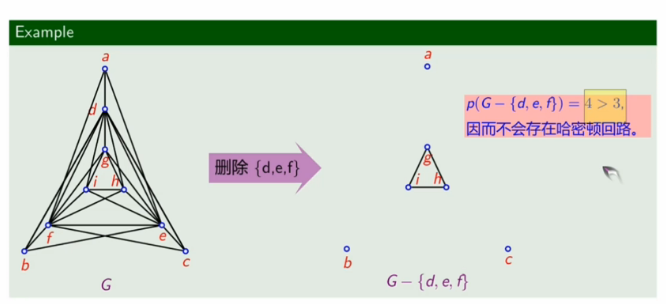 Example
a
d
g
i h
f e
b c
G
删除 {d,e,f}
a
g
i h
b c
G − {d, e, f}
p(G − {d, e, f}) = 4 > 3,
因而不会存在哈密顿回路。